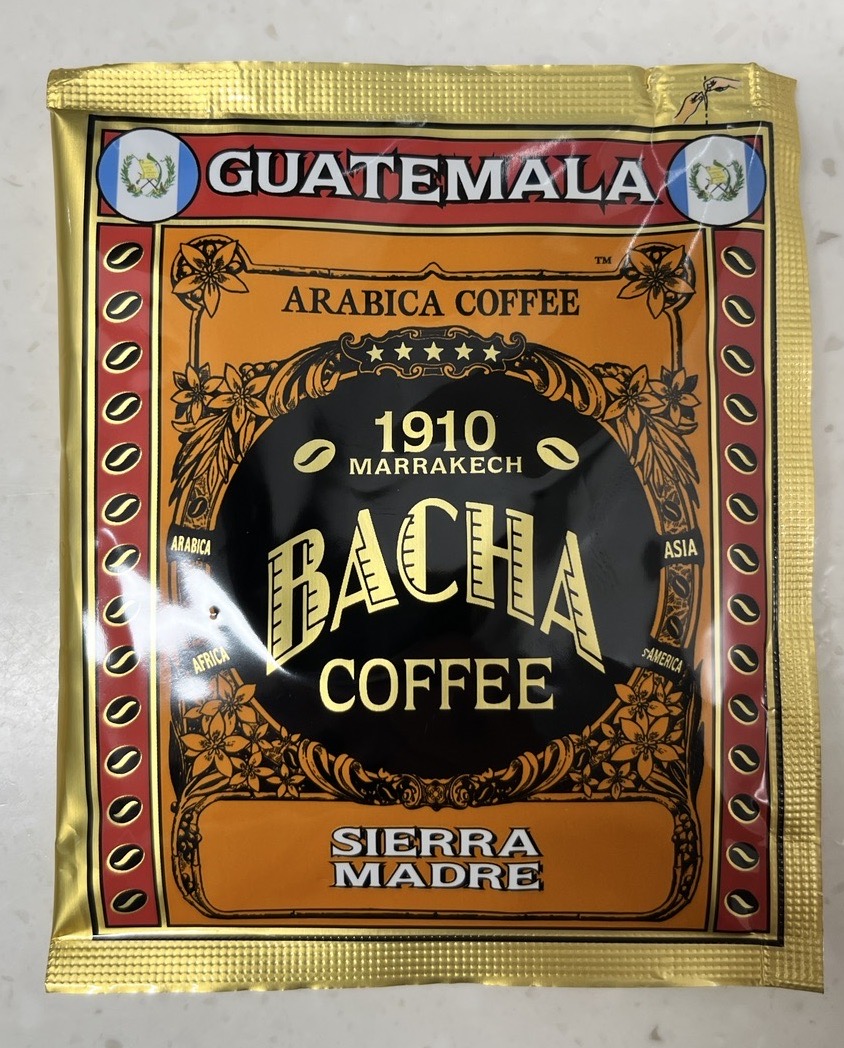 GUATEMALA
™
ARABICA COFFEE
1910
MARRAKECH
BACHA
COFFEE
ARABICA
ASIA
AFRICA
AMERICA
SIERRA
MADRE